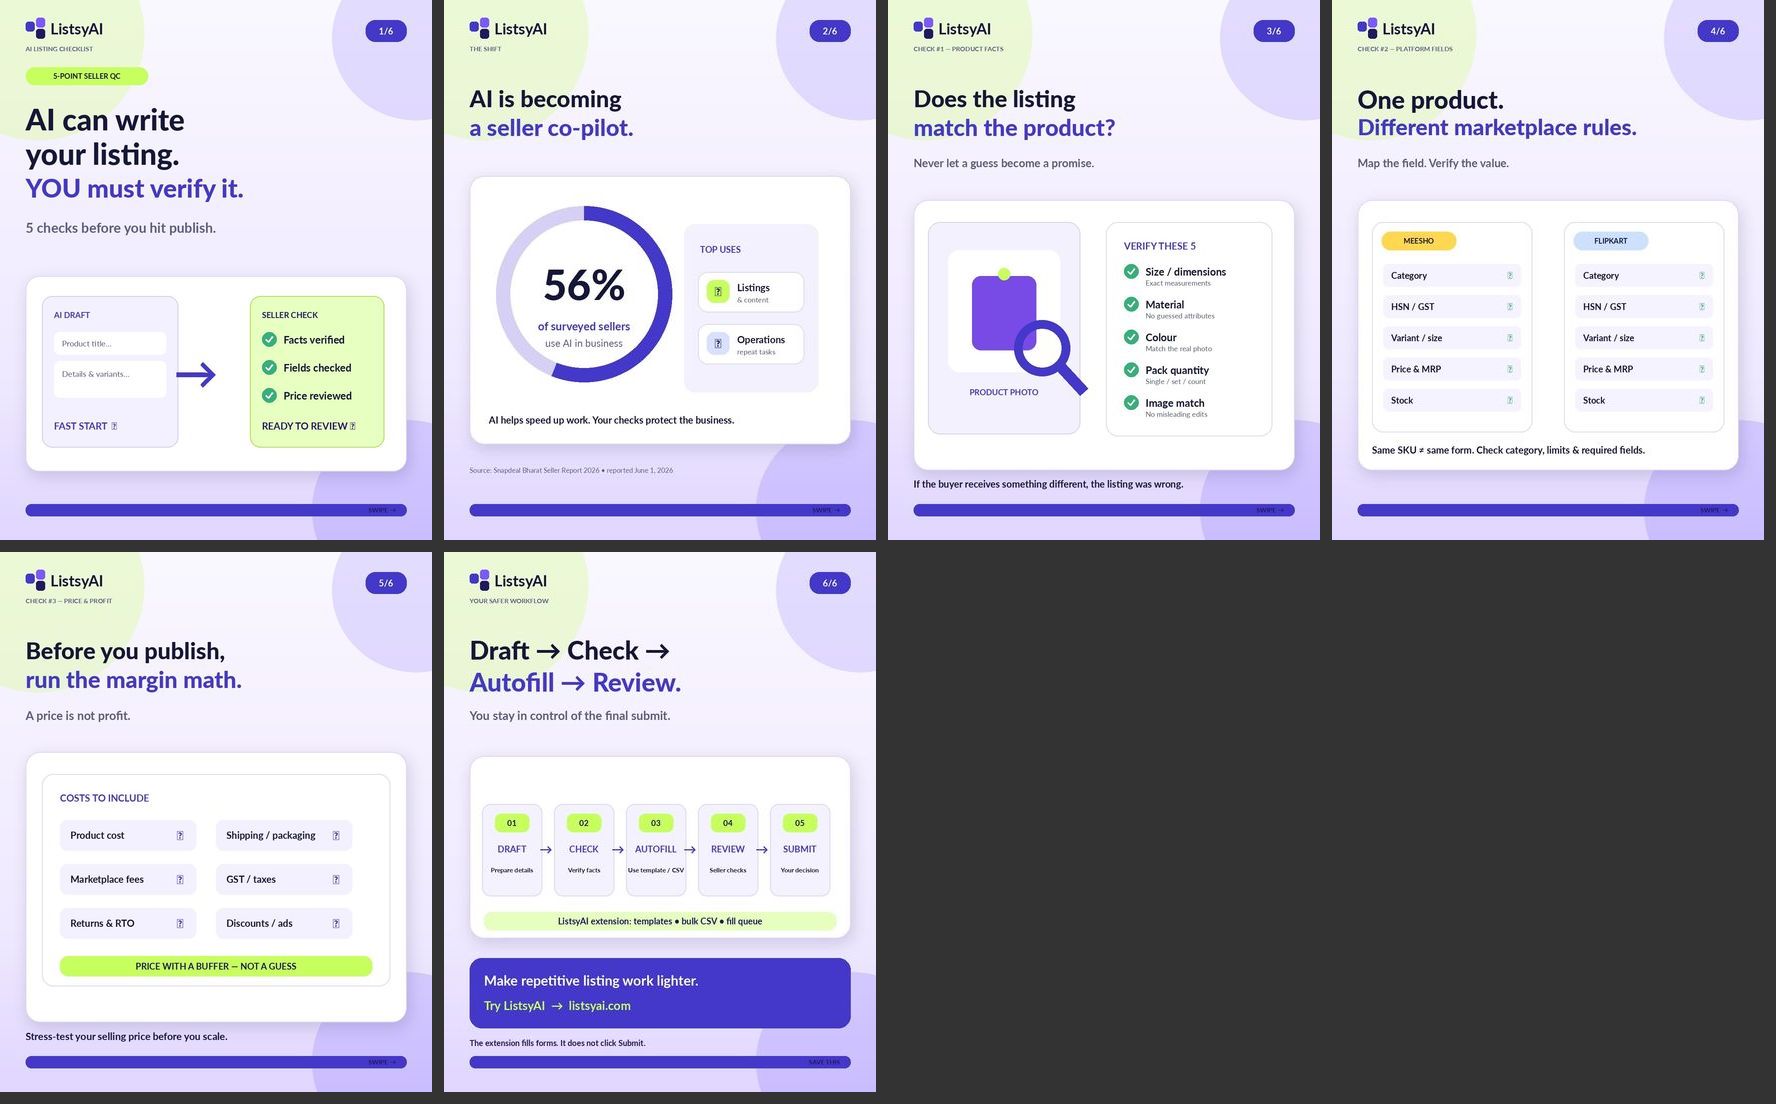 ListsyAI
1/6
AI LISTING CHECKLIST
5-POINT SELLER QC
AI can write
your listing.
YOU must verify it.
5 checks before you hit publish.
AI DRAFT
Product title...
Details & variants...
FAST START
SELLER CHECK
Facts verified
Fields checked
Price reviewed
READY TO REVIEW
SWIPE →
ListsyAI
2/6
THE SHIFT
AI is becoming
a seller co-pilot.
56%
of surveyed sellers
use AI in business
TOP USES
Listings
& content
Operations
repeat tasks
AI helps speed up work. Your checks protect the business.
Source: Snapdeal Bharat Seller Report 2026 • reported June 1, 2026
SWIPE →
ListsyAI
3/6
CHECK #1 — PRODUCT FACTS
Does the listing
match the product?
Never let a guess become a promise.
PRODUCT PHOTO
VERIFY THESE 5
Size / dimensions
Exact measurements
Material
No guessed attributes
Colour
Match the real photo
Pack quantity
Single / set / count
Image match
No misleading edits
If the buyer receives something different, the listing was wrong.
SWIPE →
ListsyAI
4/6
CHECK #2 — PLATFORM FIELDS
One product.
Different marketplace rules.
Map the field. Verify the value.
MEESHO
Category
HSN / GST
Variant / size
Price & MRP
Stock
FLIPKART
Category
HSN / GST
Variant / size
Price & MRP
Stock
Same SKU ≠ same form. Check category, limits & required fields.
SWIPE →
ListsyAI
5/6
CHECK #3 — PRICE & PROFIT
Before you publish,
run the margin math.
A price is not profit.
COSTS TO INCLUDE
Product cost
Shipping / packaging
Marketplace fees
GST / taxes
Returns & RTO
Discounts / ads
PRICE WITH A BUFFER — NOT A GUESS
Stress-test your selling price before you scale.
SWIPE →
ListsyAI
6/6
YOUR SAFER WORKFLOW
Draft → Check →
Autofill → Review.
You stay in control of the final submit.
01
DRAFT
Prepare details
→
02
CHECK
Verify facts
→
03
AUTOFILL
Use template / CSV
→
04
REVIEW
Seller checks
→
05
SUBMIT
Your decision
ListsyAI extension: templates • bulk CSV • fill queue
Make repetitive listing work lighter.
Try ListsyAI → listsyai.com
The extension fills forms. It does not click Submit.
SAVE THIS